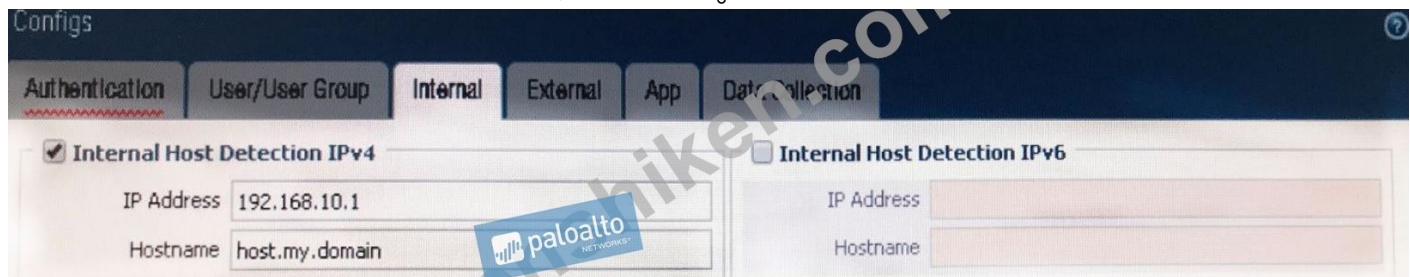 Configs
Authentication User/User Group Internal External App Data Collection
Internal Host Detection IPv4 Internal Host Detection IPv6
IP Address 192.168.10.1 IP Address
Hostname host.my.domain Hostname
paloalto
NETWORKS